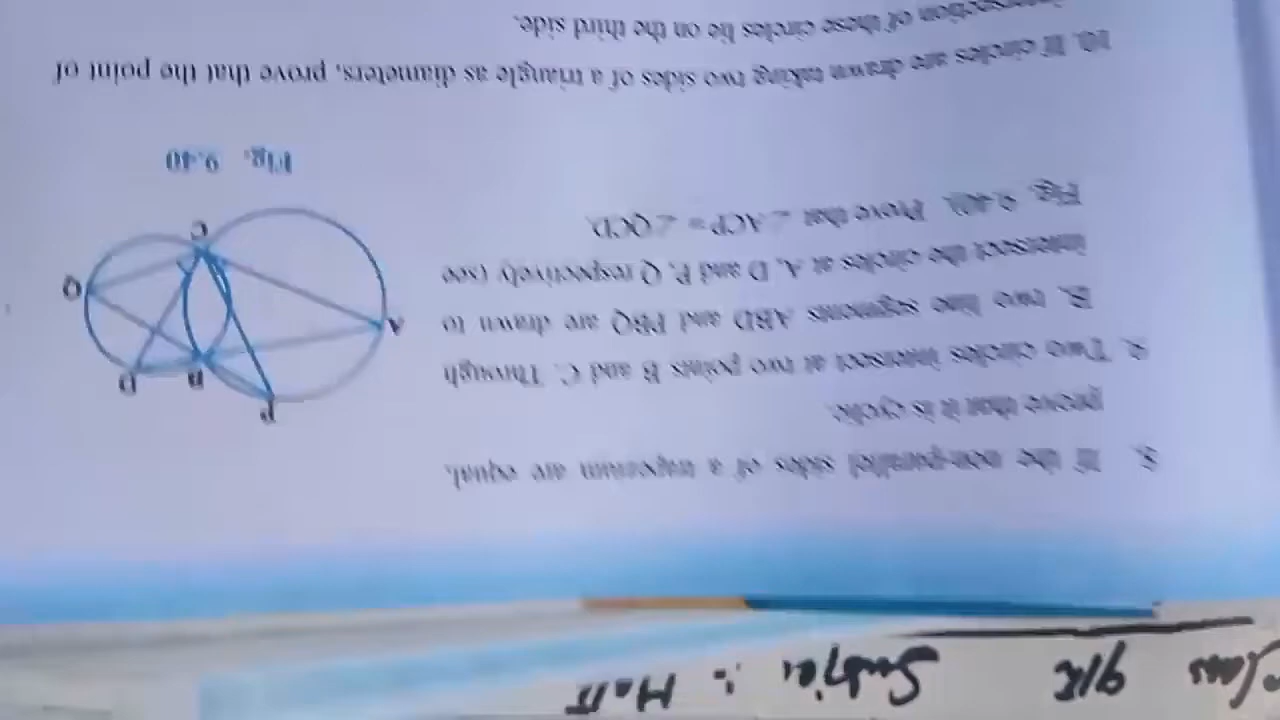 Class 9/K Subject : Math
8. If the non-parallel sides of a trapezium are equal,
prove that it is cyclic.
9. Two circles intersect at two points B and C. Through
B, two line segments ABD and PBQ are drawn to
intersect the circles at A, D and P, Q respectively (see
Fig. 9.40). Prove that ∠ ACP = ∠ QCD.
P
D
B
A
Q
C
Fig. 9.40
10. If circles are drawn taking two sides of a triangle as diameters, prove that the point of
intersection of these circles lie on the third side.